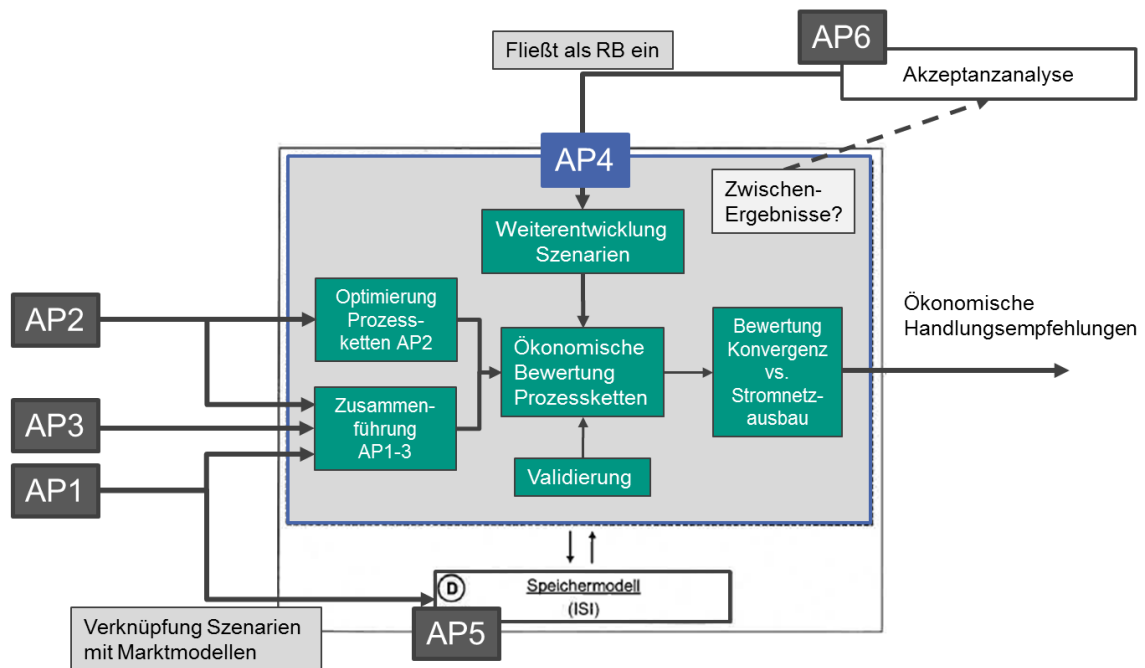 AP6
Akzeptanzanalyse
Fließt als RB ein
AP4
Zwischen-
Ergebnisse?
Weiterentwicklung
Szenarien
AP2
Optimierung
Prozess-
ketten AP2
Ökonomische
Bewertung
Prozessketten
Bewertung
Konvergenz
vs.
Stromnetz-
ausbau
Ökonomische
Handlungsempfehlungen
AP3
Zusammen-
führung
AP1-3
AP1
Validierung
D
Speichermodell
(ISI)
AP5
Verknüpfung Szenarien
mit Marktmodellen